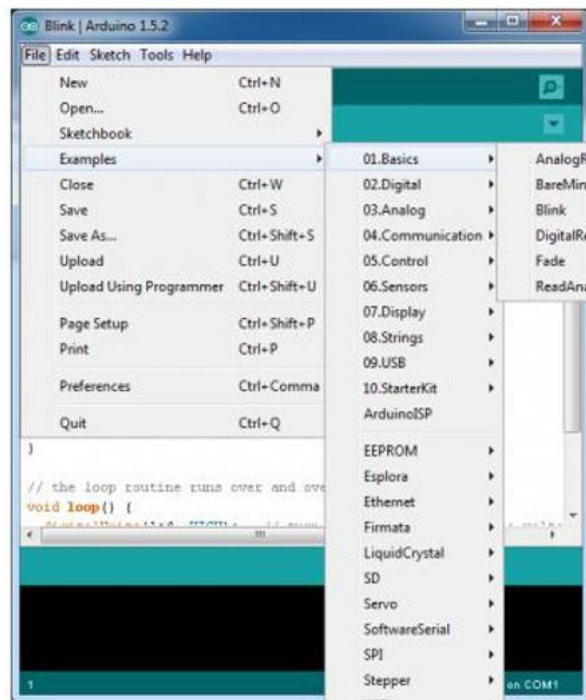 Blink | Arduino 1.5.2
File Edit Sketch Tools Help
New Ctrl+N
Open... Ctrl+O
Sketchbook
Examples
Close Ctrl+W
Save Ctrl+S
Save As... Ctrl+Shift+S
Upload Ctrl+U
Upload Using Programmer Ctrl+Shift+U
Page Setup Ctrl+Shift+P
Print Ctrl+P
Preferences Ctrl+Comma
Quit Ctrl+Q
01.Basics
02.Digital
03.Analog
04.Communication
05.Control
06.Sensors
07.Display
08.Strings
09.USB
10.StarterKit
ArduinoISP
EEPROM
Esplora
Ethernet
Firmata
LiquidCrystal
SD
Servo
SoftwareSerial
SPI
Stepper
AnalogR
BareMin
Blink
DigitalRe
Fade
ReadAna
}
// the loop routine runs over and ove
void loop() {
1
on COM1